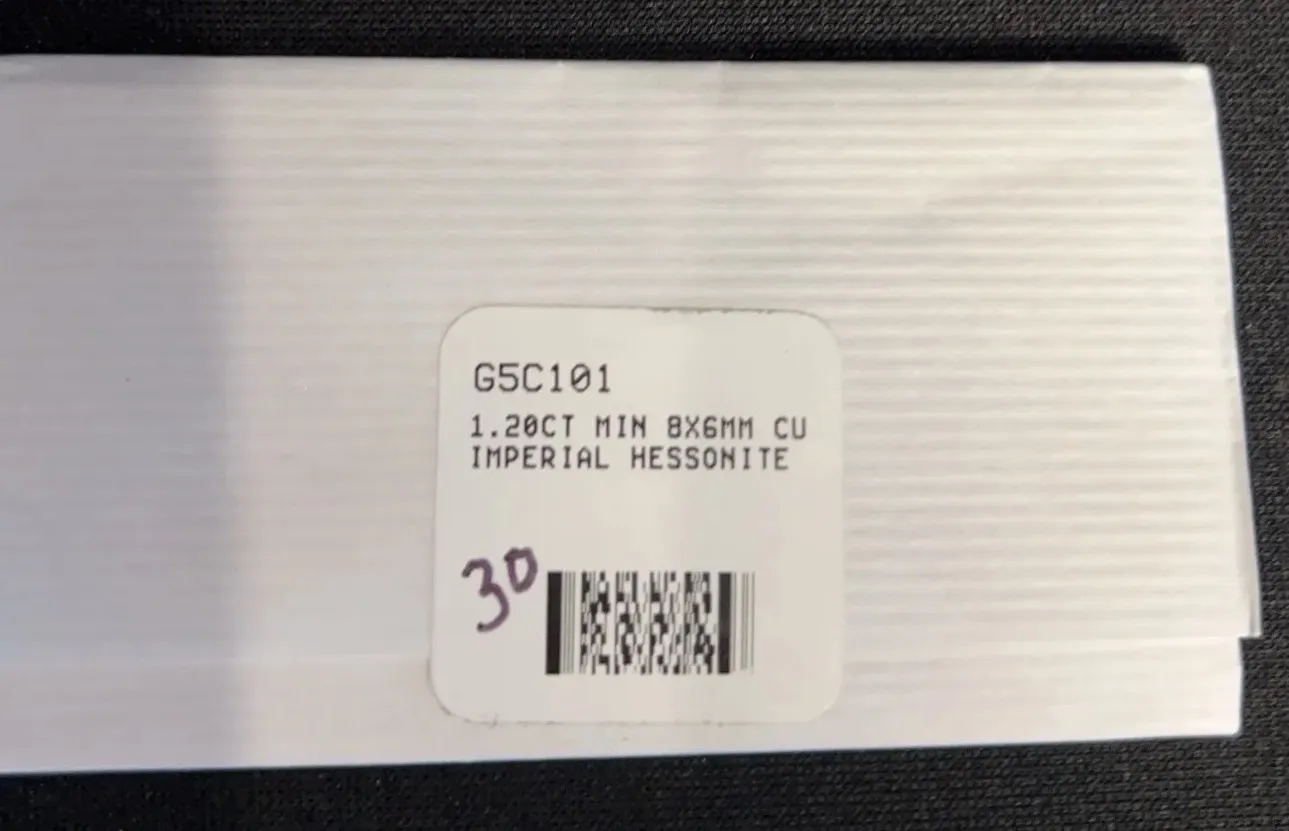 G5C101
1.20CT MIN 8X6MM CU
IMPERIAL HESSONITE
30